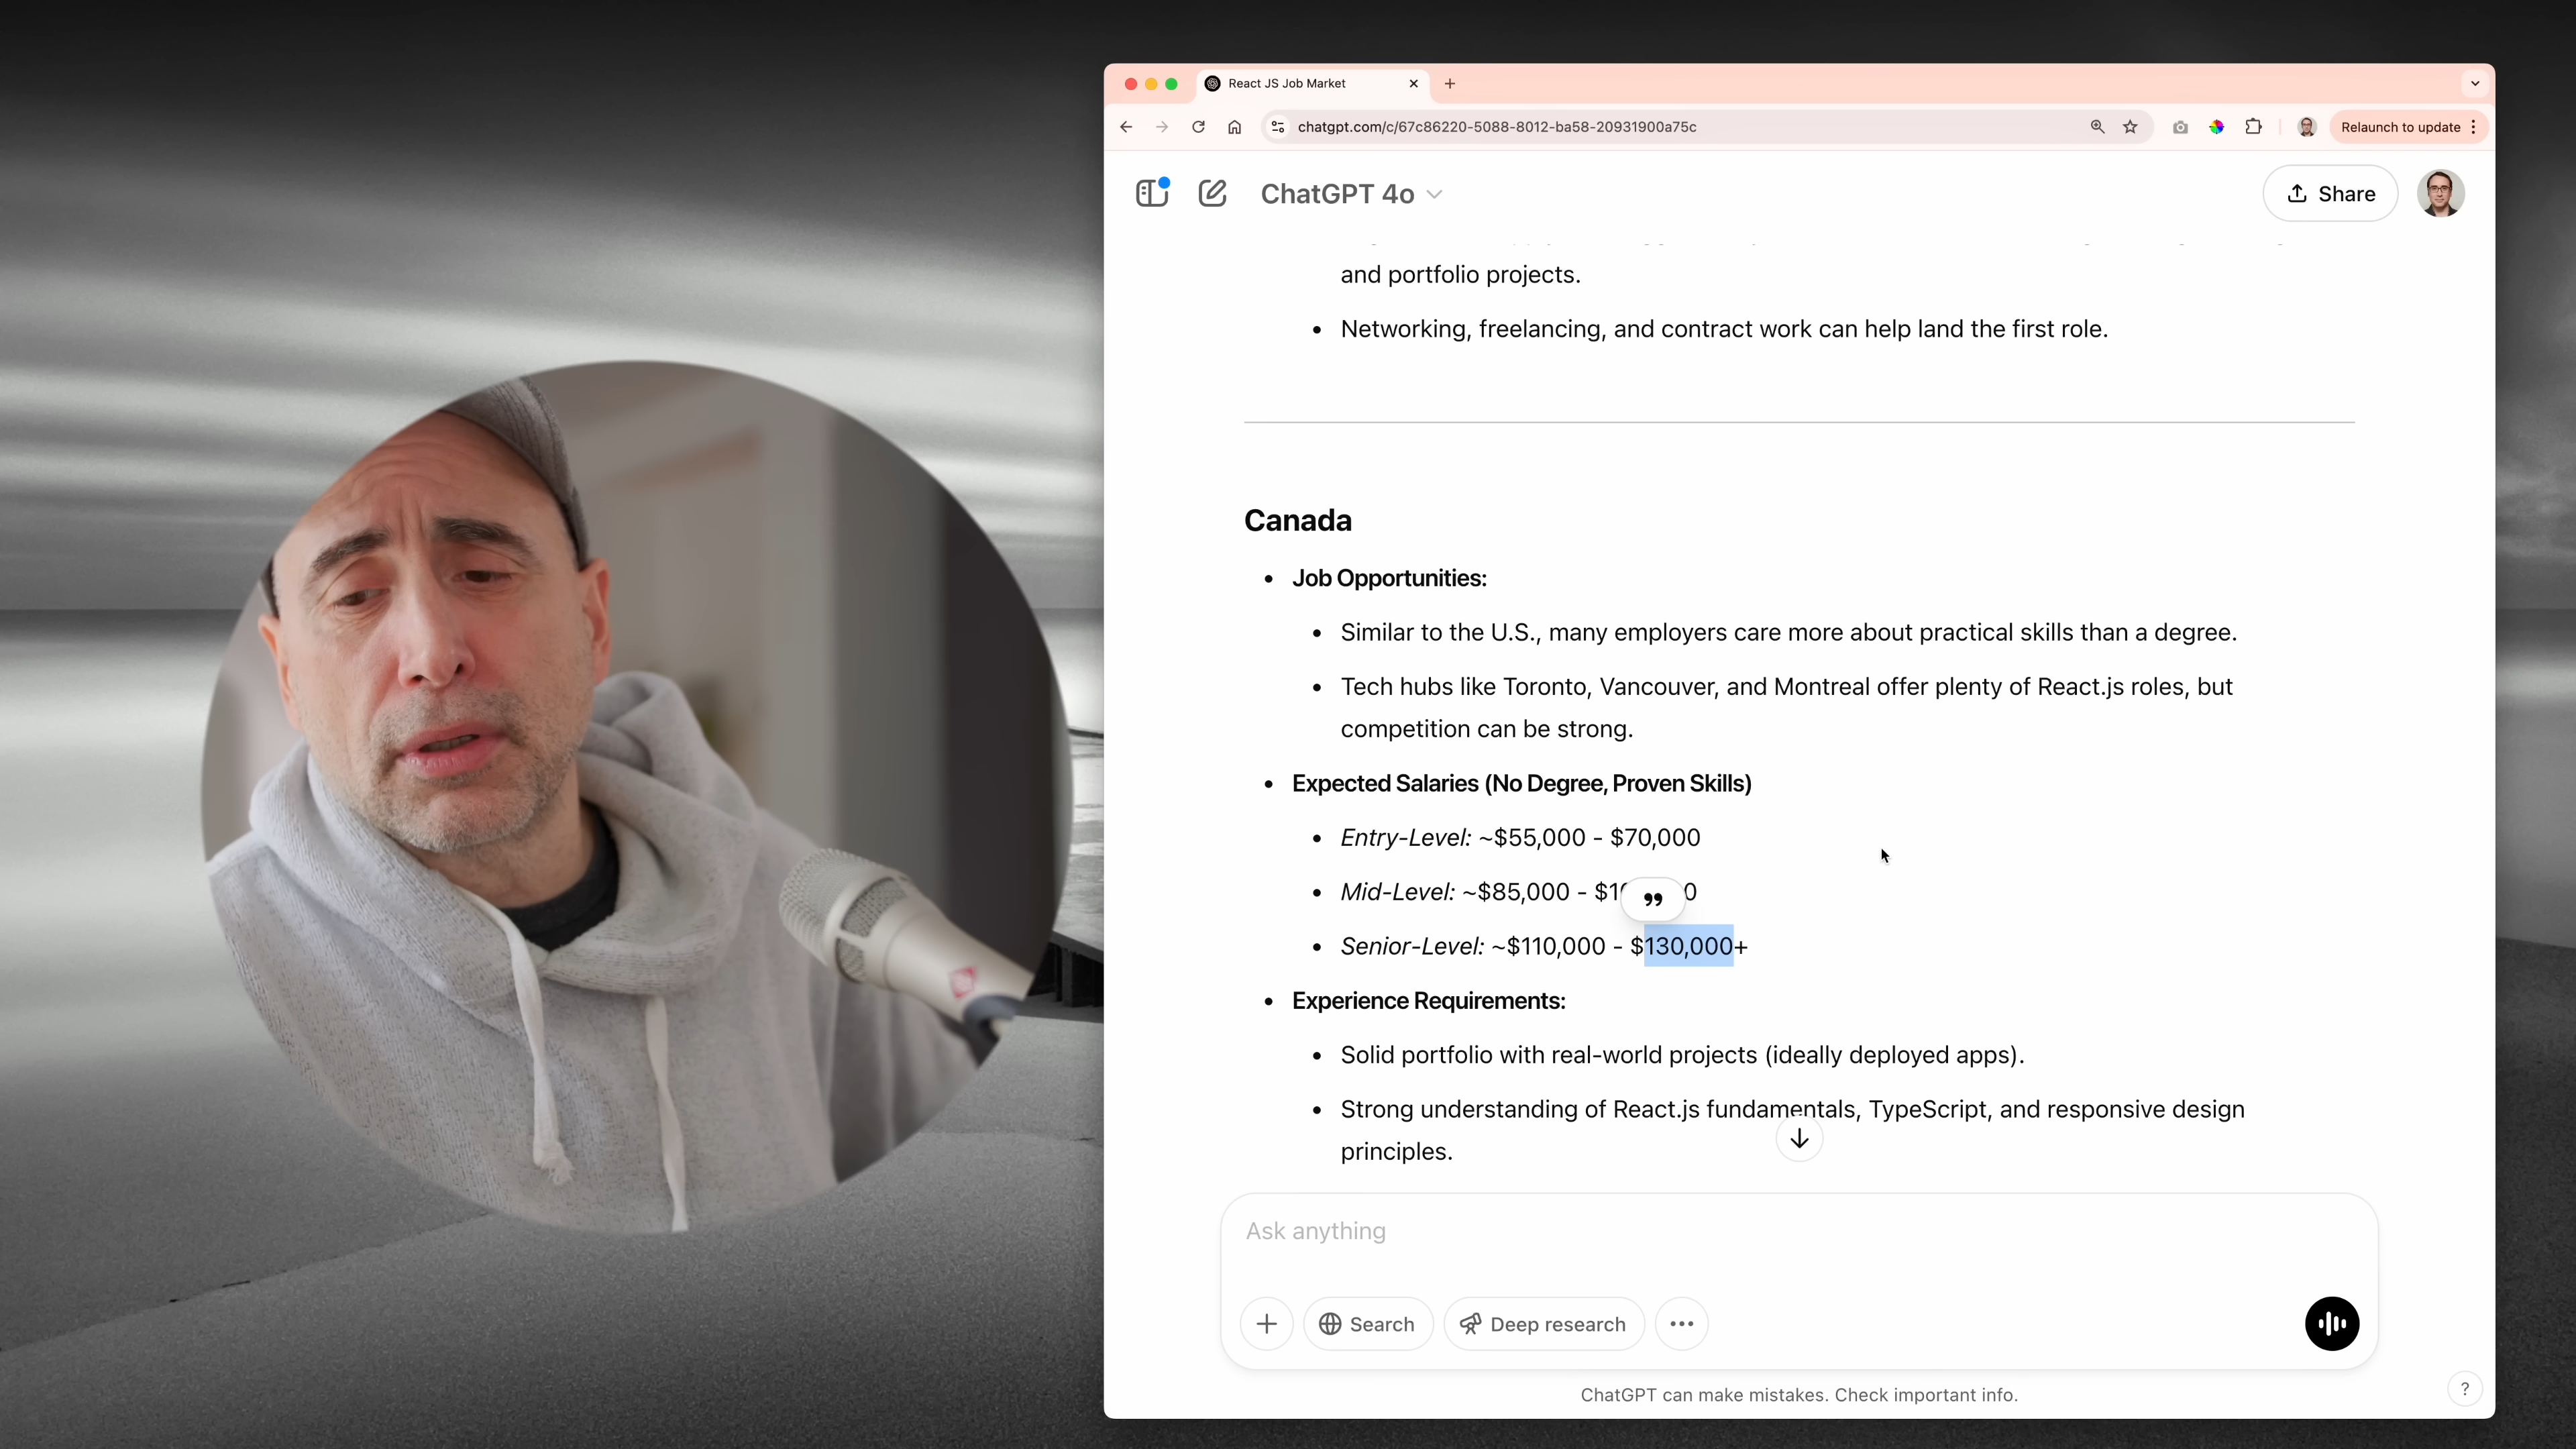 React JS Job Market
chatgpt.com/c/67c86220-5088-8012-ba58-20931900a75c
Relaunch to update
ChatGPT 4o
Share
and portfolio projects.
• Networking, freelancing, and contract work can help land the first role.
Canada
• Job Opportunities:
• Similar to the U.S., many employers care more about practical skills than a degree.
• Tech hubs like Toronto, Vancouver, and Montreal offer plenty of React.js roles, but
competition can be strong.
• Expected Salaries (No Degree, Proven Skills)
• Entry-Level: ~$55,000 - $70,000
• Mid-Level: ~$85,000 -
• Senior-Level: ~$110,000 - $130,000+
• Experience Requirements:
• Solid portfolio with real-world projects (ideally deployed apps).
• Strong understanding of React.js fundamentals, TypeScript, and responsive design
principles.
Ask anything
Search
Deep research
ChatGPT can make mistakes. Check important info.
?